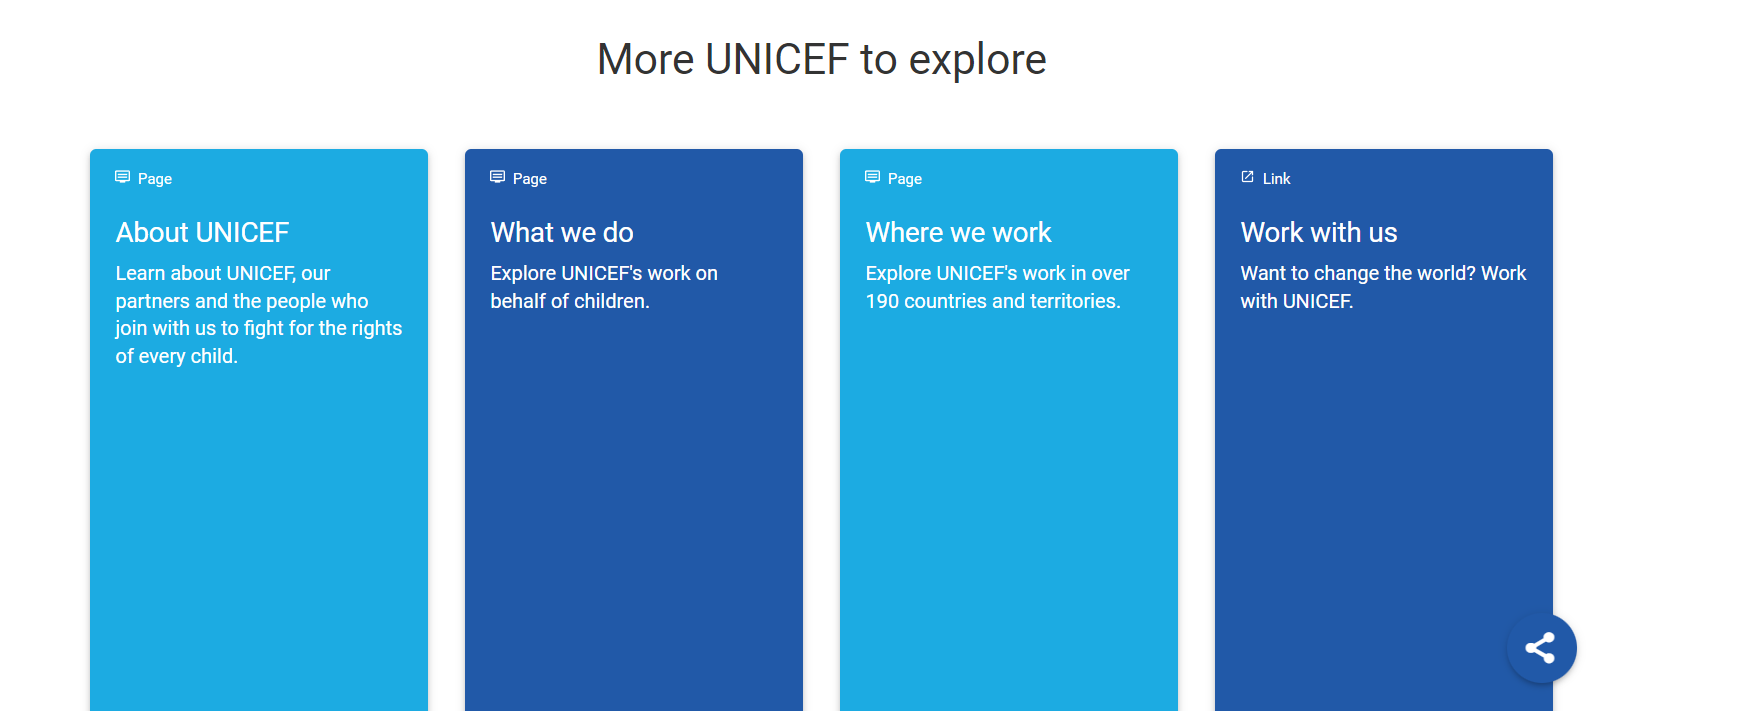 More UNICEF to explore
Page
About UNICEF
Learn about UNICEF, our
partners and the people who
join with us to fight for the rights
of every child.
Page
What we do
Explore UNICEF's work on
behalf of children.
Page
Where we work
Explore UNICEF's work in over
190 countries and territories.
Link
Work with us
Want to change the world? Work
with UNICEF.